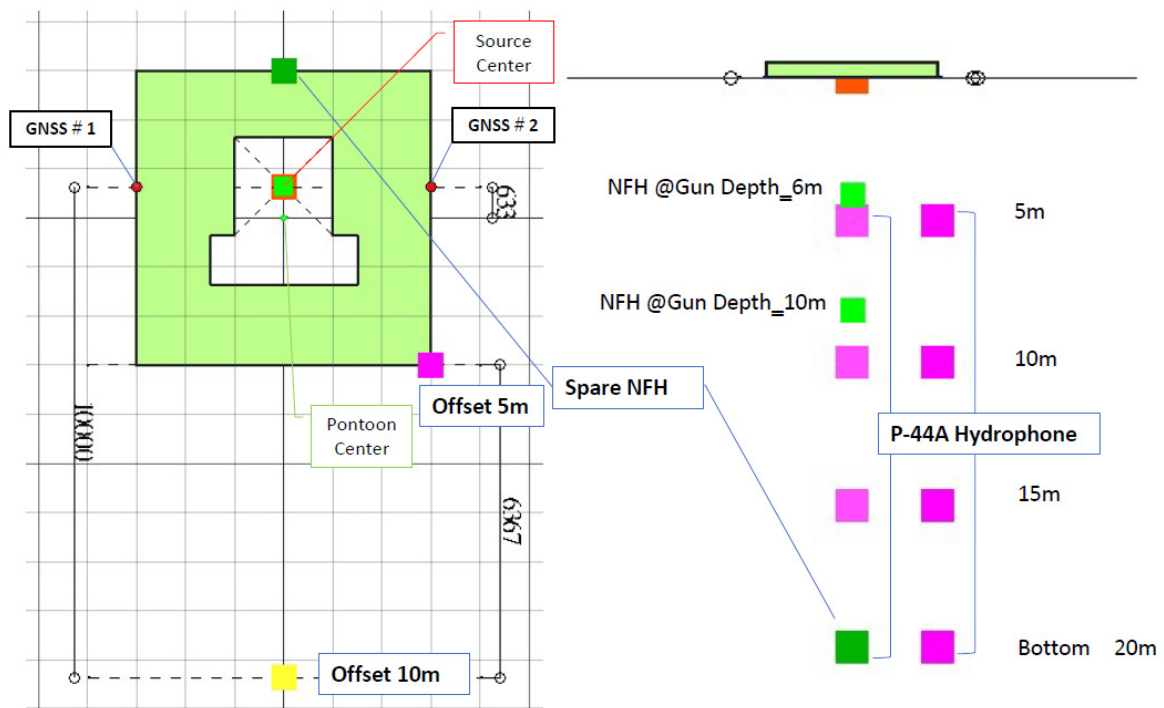 Source
Center
GNSS # 1
GNSS # 2
633
10000
Offset 5m
Pontoon
Center
6367
Offset 10m
Spare NFH
NFH @Gun Depth_6m
5m
NFH @Gun Depth_10m
10m
P-44A Hydrophone
15m
Bottom 20m